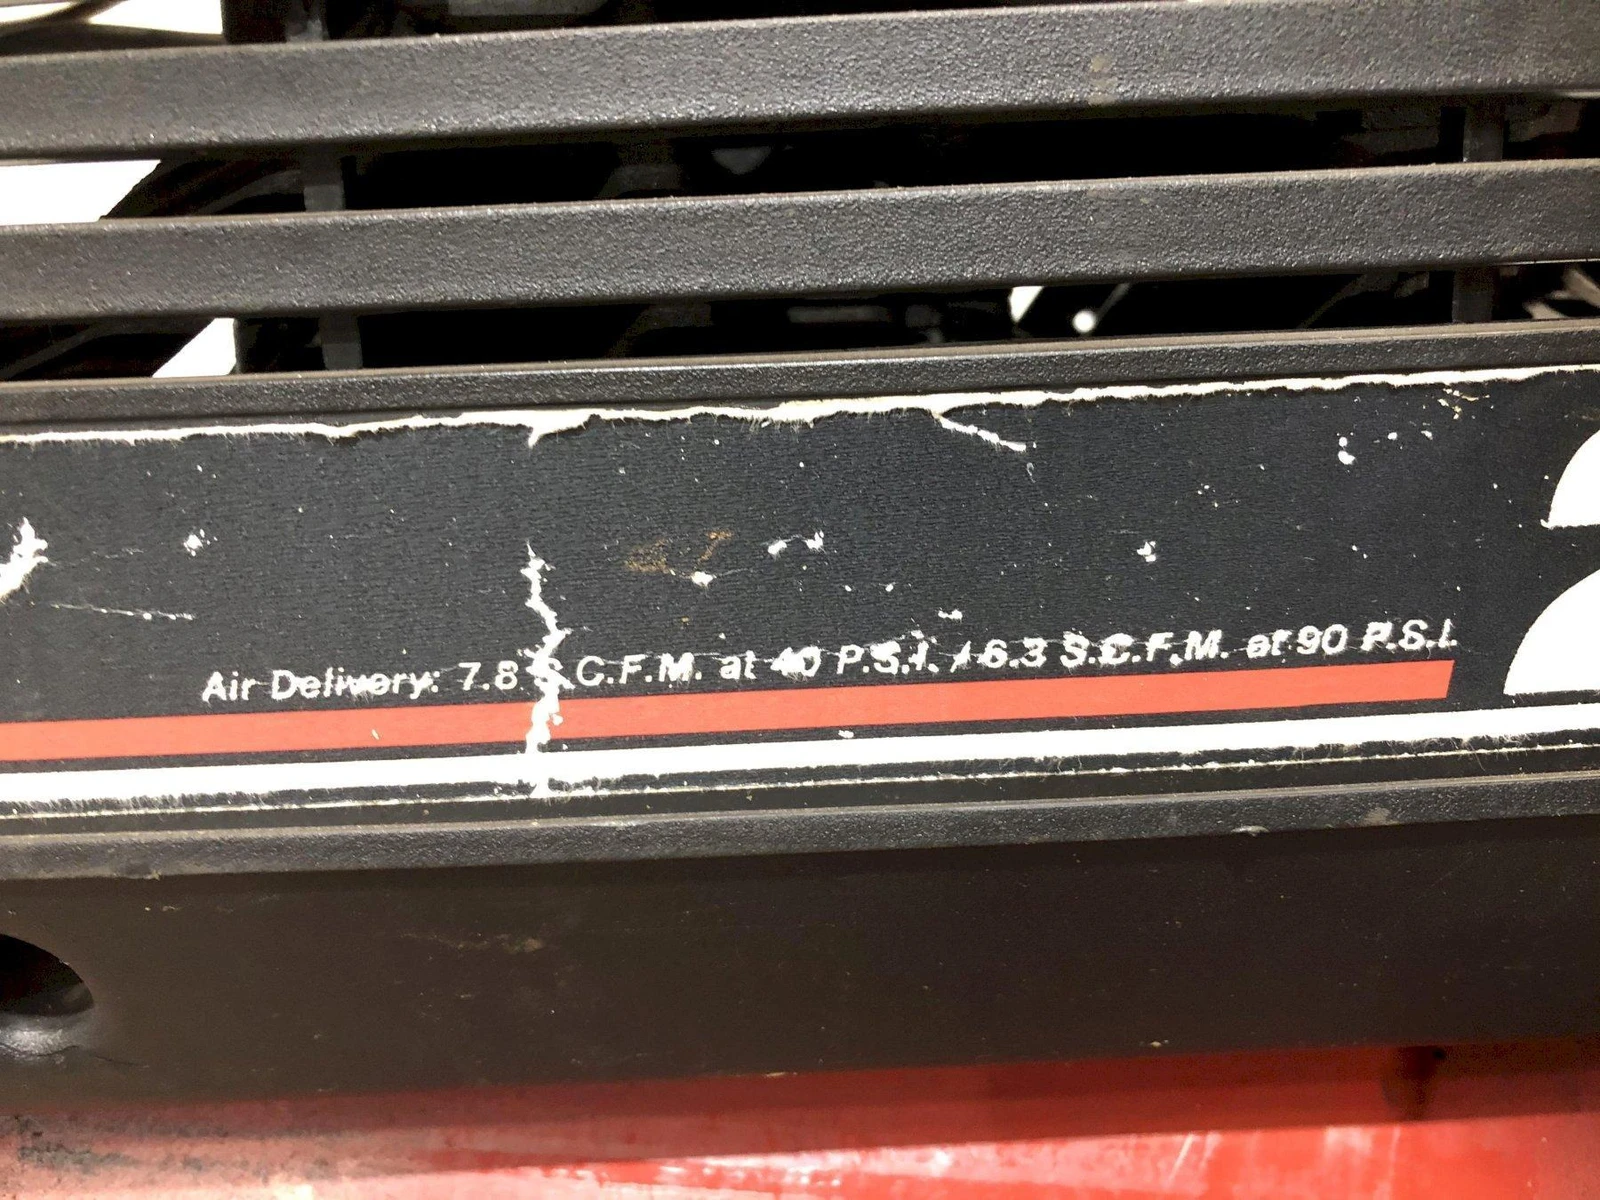 Air Delivery: 7.8 S.C.F.M. at 40 P.S.I. / 6.3 S.C.F.M. at 90 P.S.I.